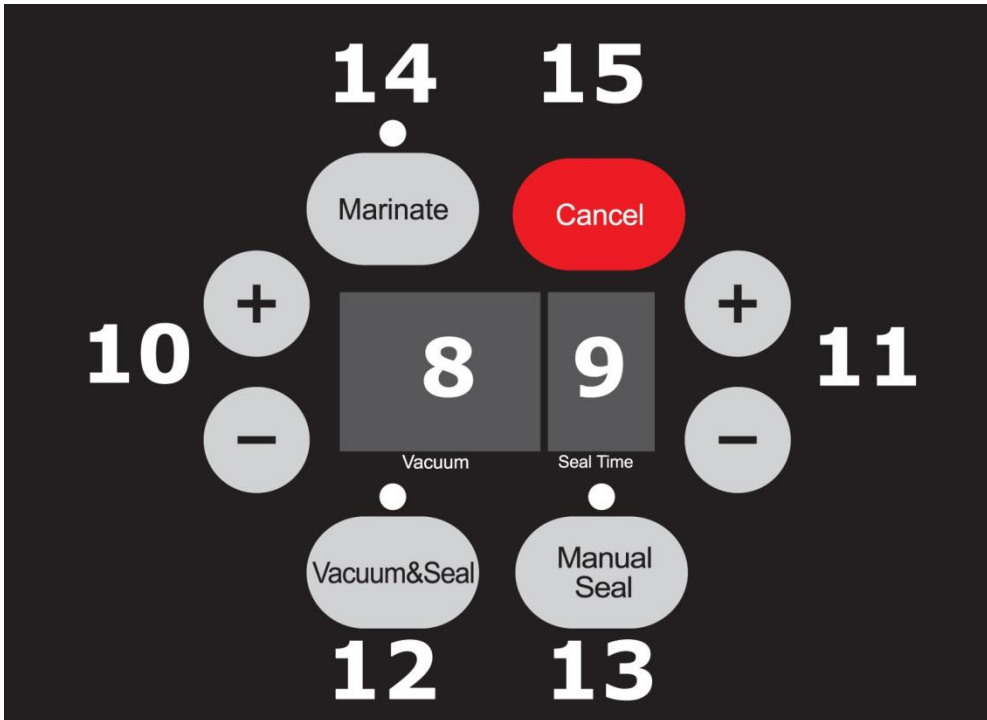 14 15
Marinate
Cancel
+
+
10
8
9
11
−
−
Vacuum
Seal Time
Vacuum&Seal
Manual
Seal
12
13